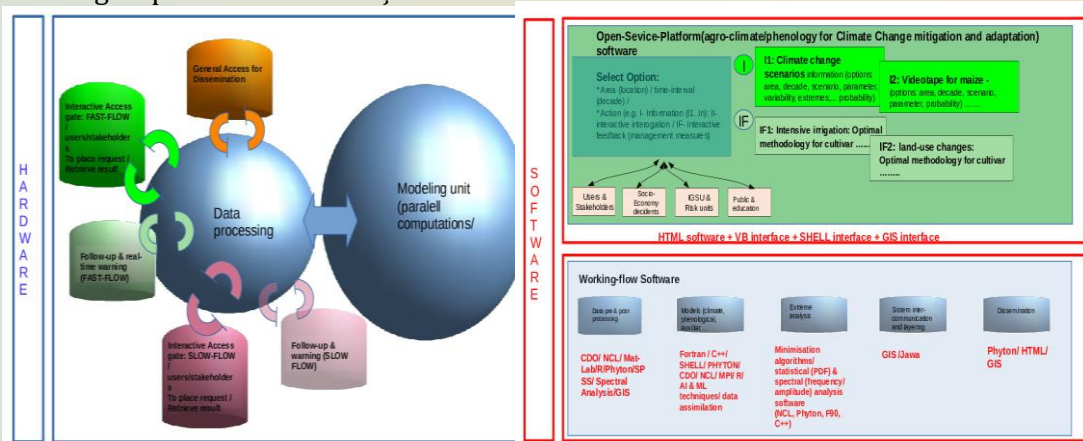 HARDWARE
General Access for
Dissemination
Interactive Access
gate: FAST-FLOW
/
users/stakeholder
s
To place request /
Retrieve result
Data
processing
Modeling unit
(paralell
computations/
Follow-up & real-
time warning
(FAST-FLOW)
Interactive Access
gate: SLOW-FLOW
/
users/stakeholder
s
To place request /
Retrieve result
Follow-up &
warning (SLOW
FLOW)
SOFTWARE
Open-Sevice-Platform(agro-climate/phenology for Climate Change mitigation and adaptation)
software
Select Option:
*Area (location) / time-interval
(decade) /
*Action (e.g. I- Information (I1..In); II-
interactive interogation / IF- interactive
feedback (management measures)
I
I1: Climate change
scenarios information (options:
area, decade, scenario, parameter,
variability, extremes,... probability)
I2: Videotape for maize -
(options; area, decade, scenario,
parameter, probability) .......
IF
IF1: Intensive irrigation: Optimal
methodology for cultivar ......
IF2: land-use changes:
Optimal methodology for cultivar
........
Users &
Stakeholders
Socio-
Economy
decidents
IGSU &
Risk units
Public &
education
HTML software + VB interface + SHELL interface + GIS interface
Working-flow Software
Data pre & post
processing
Models (climate,
phenological,
auxiliar, ...
Extreme
analysis
Sistem inter-
communication
and layering
Dissemination
CDO/ NCL/ Mat-
Lab/R/Phyton/SP
SS/ Spectral
Analysis/GIS
Fortran / C++/
SHELL/ PHYTON/
CDO/ NCL/ MPI/ R/
AI & ML
techniques/ data
assimilation
Minimisation
algorithms/
statistical (PDF) &
spectral (frequency/
amplitude) analysis
software
(NCL, Phyton, F90,
C++)
GIS /Jawa
Phyton/ HTML/
GIS